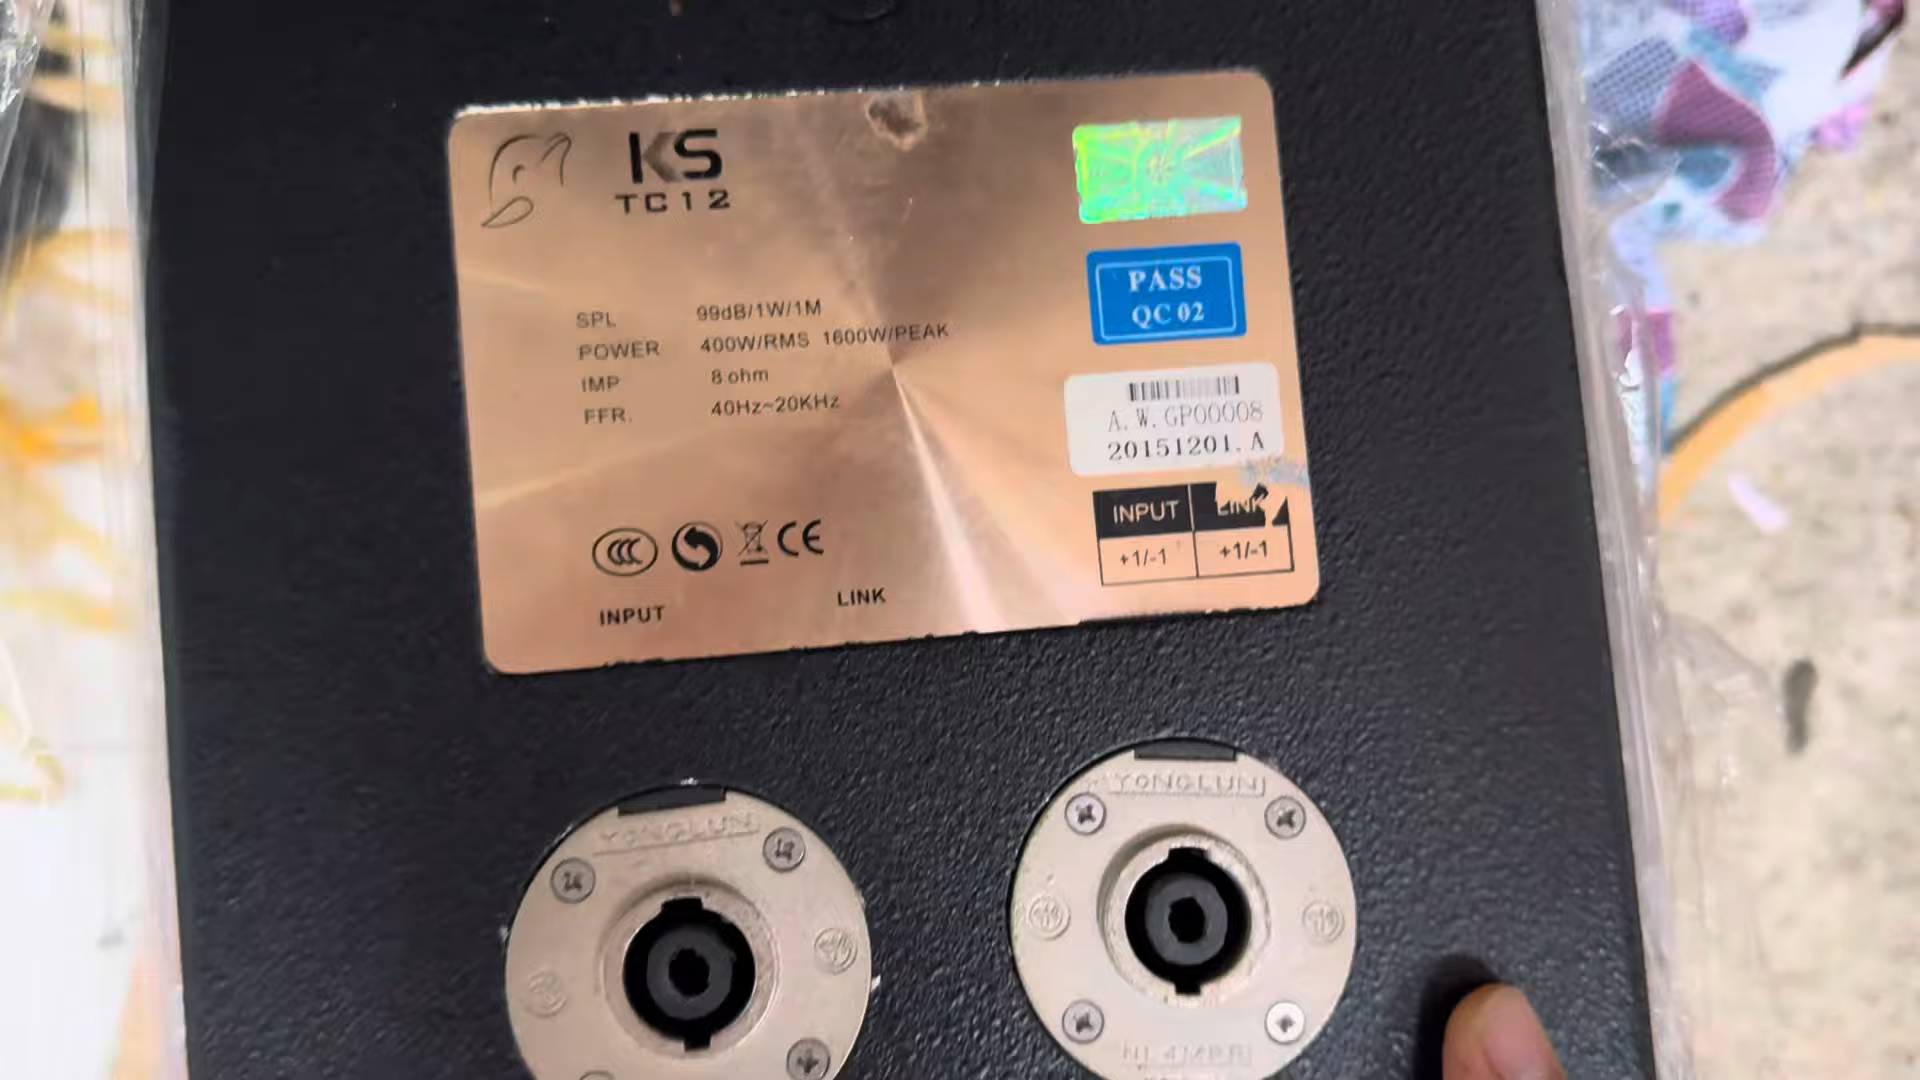 KS
TC12
SPL 99dB/1W/1M
POWER 400W/RMS 1600W/PEAK
IMP 8 ohm
FFR. 40Hz~20KHz
CE
INPUT LINK
PASS
QC 02
A.W.GP00008
20151201.A
INPUT LINK
+1/-1 +1/-1
YONGLUN
YONGLUN